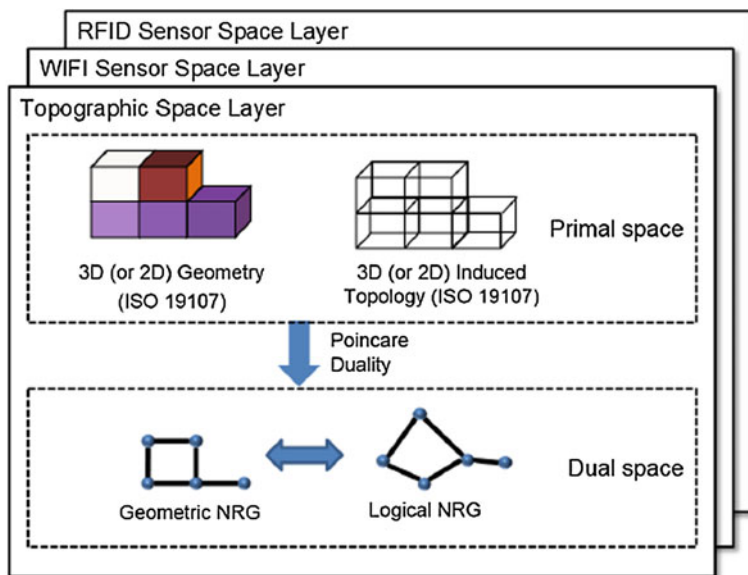 RFID Sensor Space Layer
WIFI Sensor Space Layer
Topographic Space Layer
3D (or 2D) Geometry
(ISO 19107)
3D (or 2D) Induced
Topology (ISO 19107)
Primal space
Poincare
Duality
Geometric NRG
Logical NRG
Dual space